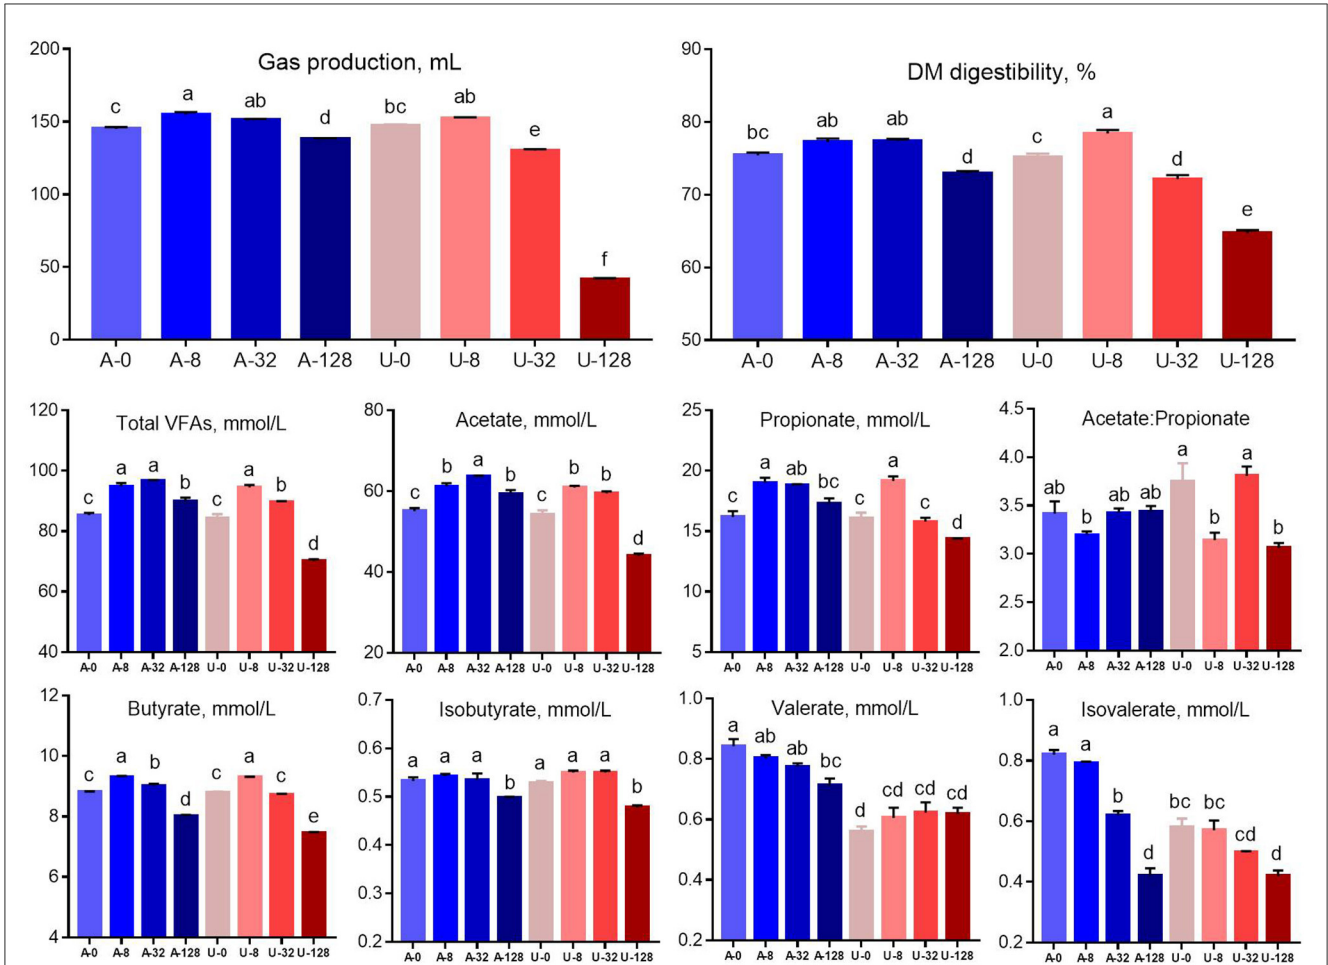 Gas production, mL
200
150
100
50
0
c a ab d bc ab e f
A-0 A-8 A-32 A-128 U-0 U-8 U-32 U-128
DM digestibility, %
90
80
70
60
50
bc ab ab d c a d e
A-0 A-8 A-32 A-128 U-0 U-8 U-32 U-128
Total VFAs, mmol/L
120
100
80
60
40
c a a b c a b d
A-0 A-8 A-32 A-128 U-0 U-8 U-32 U-128
Acetate, mmol/L
80
60
40
20
c b a b c b b d
A-0 A-8 A-32 A-128 U-0 U-8 U-32 U-128
Propionate, mmol/L
25
20
15
10
5
c a ab bc c a c d
A-0 A-8 A-32 A-128 U-0 U-8 U-32 U-128
Acetate:Propionate
4.5
4.0
3.5
3.0
2.5
2.0
ab b ab ab a b a b
A-0 A-8 A-32 A-128 U-0 U-8 U-32 U-128
Butyrate, mmol/L
12
10
8
6
4
c a b d c a c e
A-0 A-8 A-32 A-128 U-0 U-8 U-32 U-128
Isobutyrate, mmol/L
0.7
0.6
0.5
0.4
0.3
0.2
a a a b a a a b
A-0 A-8 A-32 A-128 U-0 U-8 U-32 U-128
Valerate, mmol/L
1.0
0.8
0.6
0.4
0.2
a ab ab bc d cd cd cd
A-0 A-8 A-32 A-128 U-0 U-8 U-32 U-128
Isovalerate, mmol/L
1.0
0.8
0.6
0.4
0.2
a a b d bc bc cd d
A-0 A-8 A-32 A-128 U-0 U-8 U-32 U-128